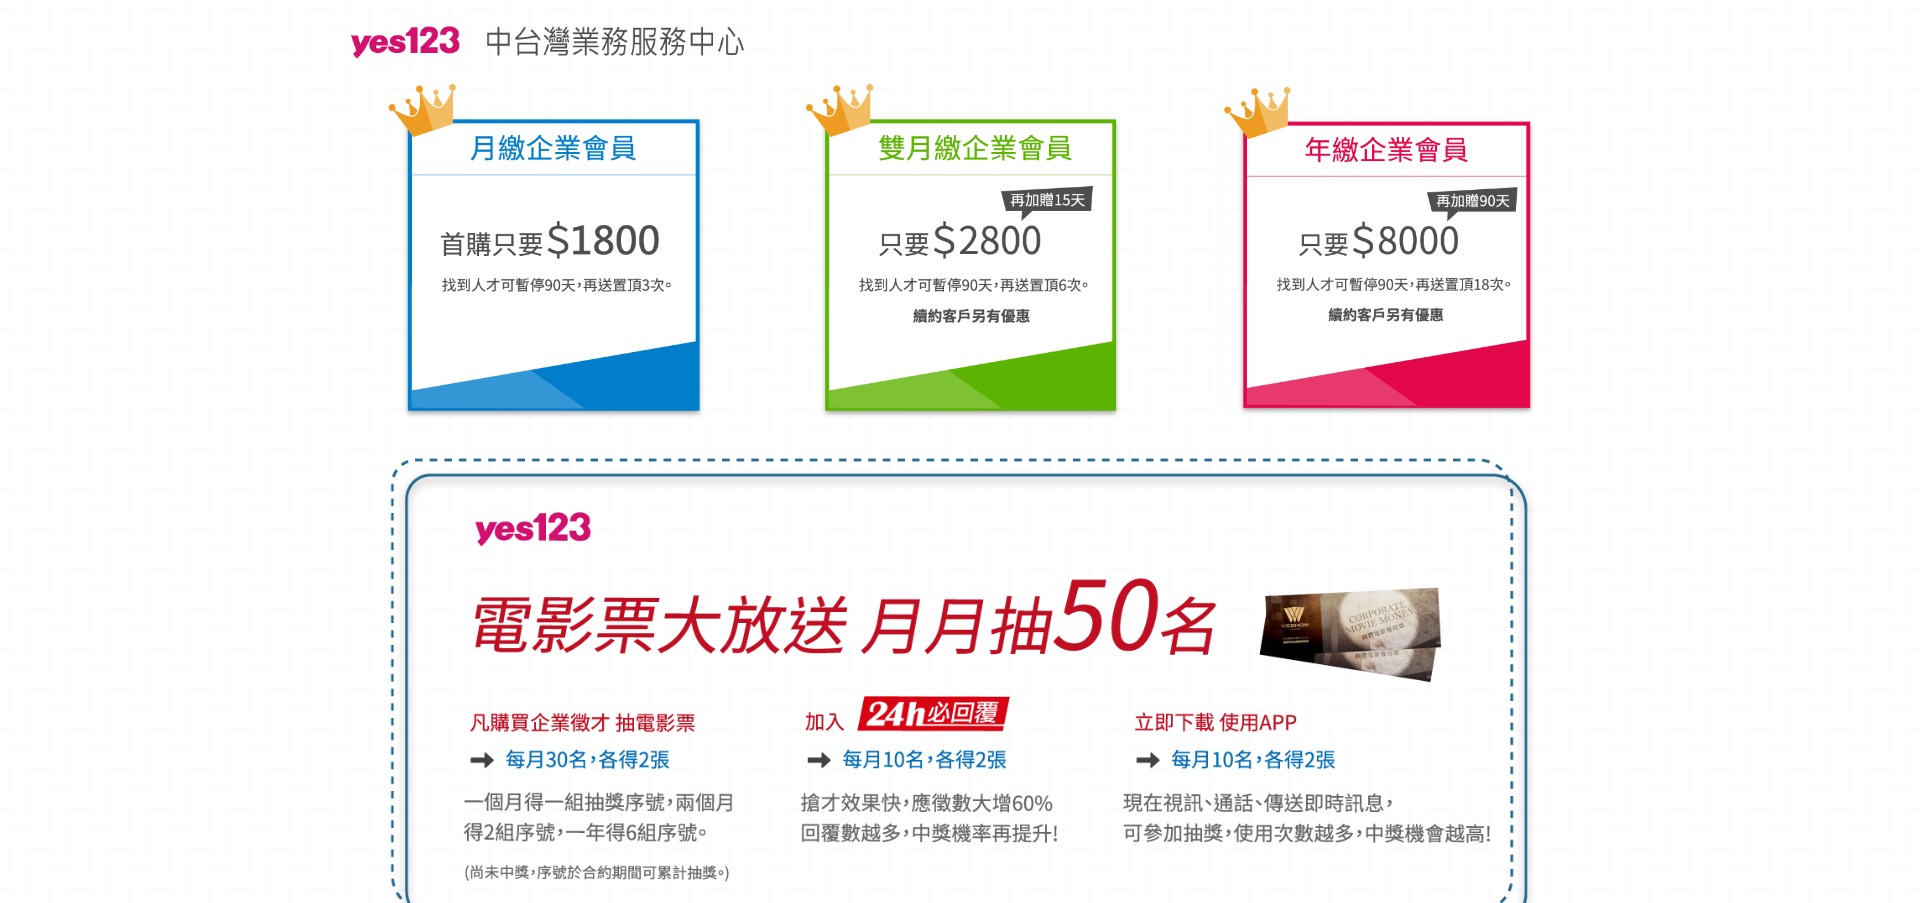 yes123 中台灣業務服務中心
月繳企業會員
首購只要$1800
找到人才可暫停90天,再送置頂3次。
雙月繳企業會員
再加贈15天
只要$2800
找到人才可暫停90天,再送置頂6次。
續約客戶另有優惠
年繳企業會員
再加贈90天
只要$8000
找到人才可暫停90天,再送置頂18次。
續約客戶另有優惠
yes123
電影票大放送 月月抽50名
VIESHOW
CORPORATE
MOVIE MONEY
凡購買企業徵才 抽電影票
每月30名,各得2張
一個月得一組抽獎序號,兩個月
得2組序號,一年得6組序號。
(尚未中獎,序號於合約期間可累計抽獎。)
加入 24h必回覆
每月10名,各得2張
搶才效果快,應徵數大增60%
回覆數越多,中獎機率再提升!
立即下載 使用APP
每月10名,各得2張
現在視訊、通話、傳送即時訊息,
可參加抽獎,使用次數越多,中獎機會越高!